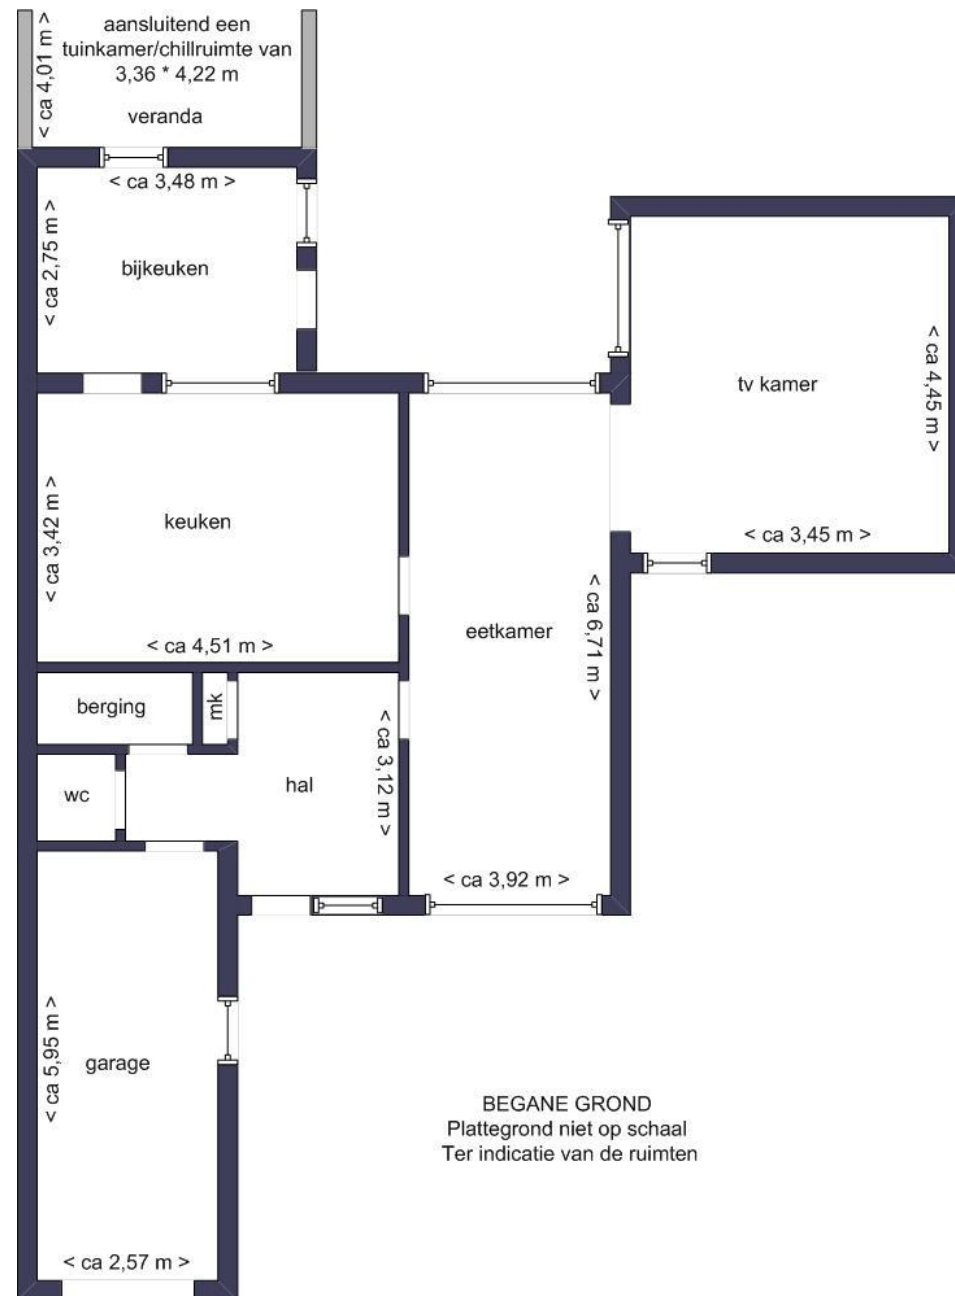 aansluitend een
tuinkamer/chillruimte van
3,36 * 4,22 m
< ca 4,01 m >
veranda
< ca 3,48 m >
< ca 2,75 m >
bijkeuken
tv kamer
< ca 4,45 m >
< ca 3,45 m >
keuken
< ca 3,42 m >
< ca 4,51 m >
eetkamer
< ca 6,71 m >
berging
mk
< ca 3,12 m >
hal
wc
< ca 3,92 m >
< ca 5,95 m >
garage
< ca 2,57 m >
BEGANE GROND
Plattegrond niet op schaal
Ter indicatie van de ruimten